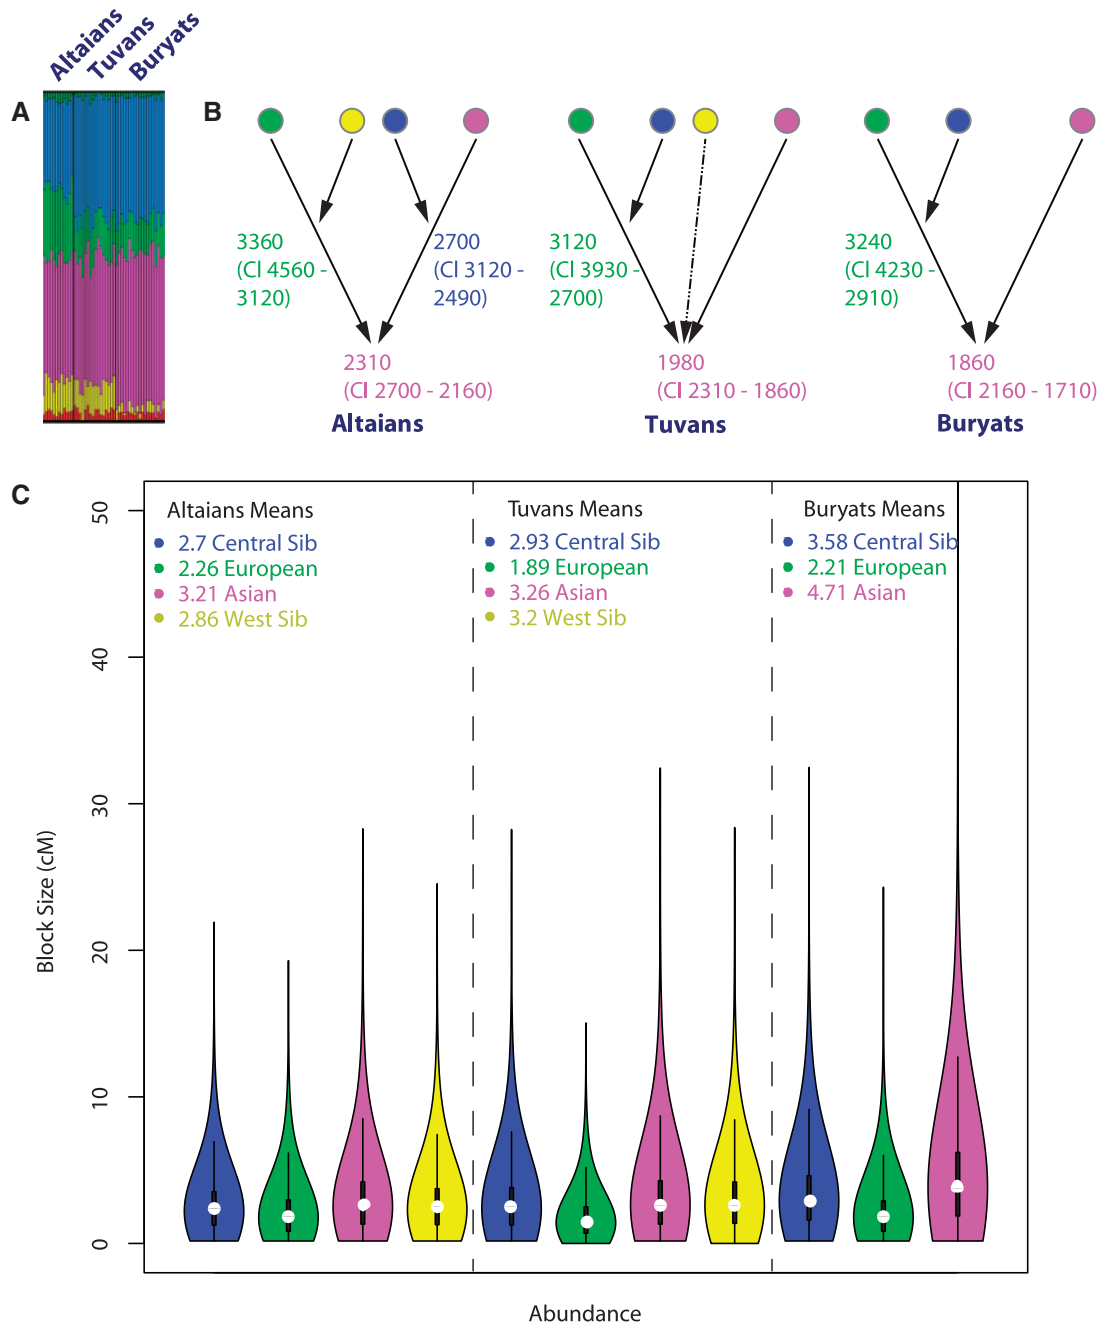 Altaians
Tuvans
Buryats
A
B
3360
(CI 4560 -
3120)
2700
(CI 3120 -
2490)
2310
(CI 2700 - 2160)
Altaians
3120
(CI 3930 -
2700)
1980
(CI 2310 - 1860)
Tuvans
3240
(CI 4230 -
2910)
1860
(CI 2160 - 1710)
Buryats
C
Altaians Means
2.7 Central Sib
2.26 European
3.21 Asian
2.86 West Sib
Tuvans Means
2.93 Central Sib
1.89 European
3.26 Asian
3.2 West Sib
Buryats Means
3.58 Central Sib
2.21 European
4.71 Asian
50
40
30
20
10
0
Block Size (cM)
Abundance